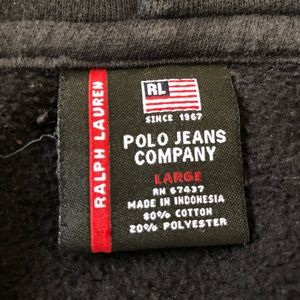 RL
SINCE 1967
POLO JEANS
COMPANY
LARGE
RN 67437
MADE IN INDONESIA
80% COTTON
20% POLYESTER
RALPH LAUREN